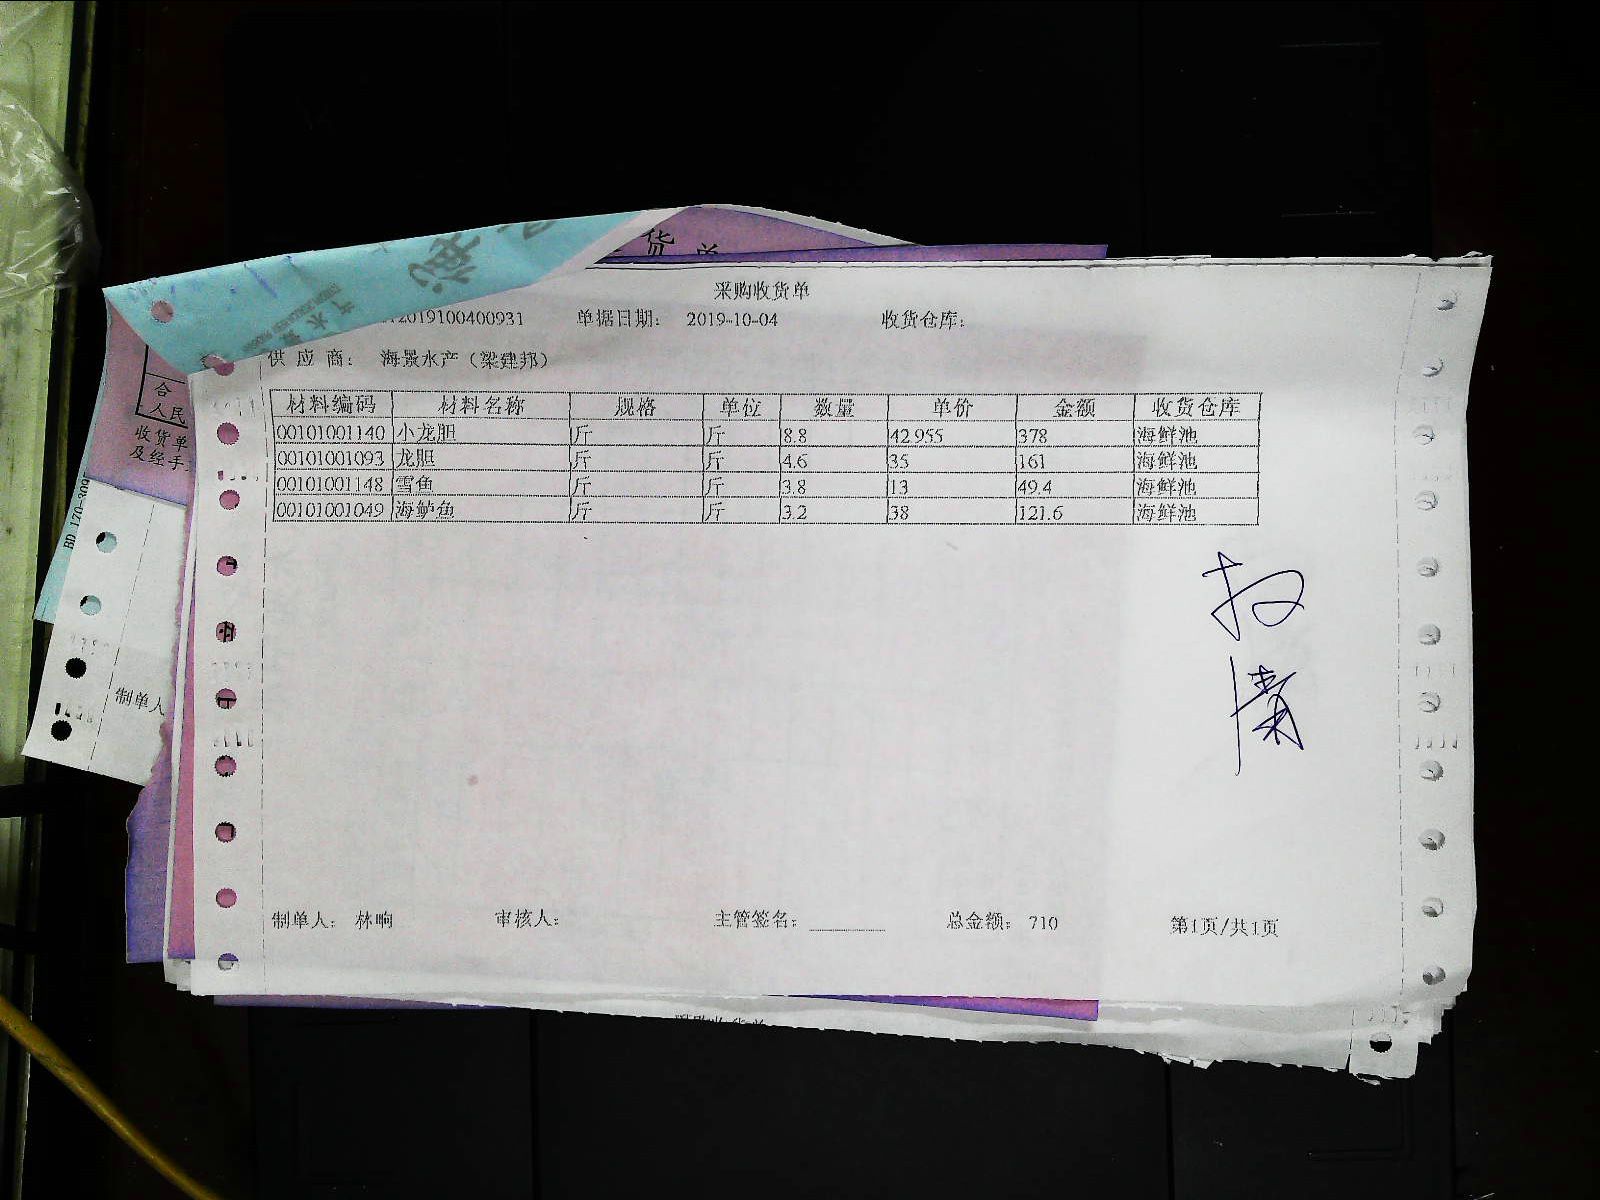 货单
采购收货单
2019100400931 单据日期: 2019-10-04 收货仓库:
供应商: 海景水产（梁建邦）
材料编码 材料名称 规格 单位 数量 单价 金额 收货仓库
00101001140 小龙胆 斤 斤 8.8 42.955 378 海鲜池
00101001093 龙胆 斤 斤 4.6 35 161 海鲜池
00101001148 雪鱼 斤 斤 3.8 13 49.4 海鲜池
00101001049 海鲈鱼 斤 斤 3.2 38 121.6 海鲜池
合
人民
收货单
及经手
制单人
制单人: 林响 审核人: 主管签名: 总金额: 710 第1页/共1页